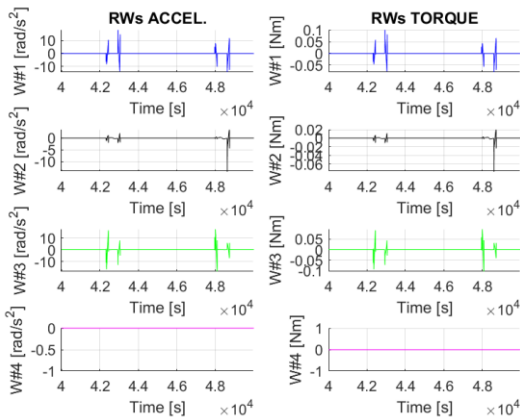 RWs ACCEL. RWs TORQUE
W#1 [rad/s²] 10 0 -10
4 4.2 4.4 4.6 4.8
Time [s] ×10⁴
W#1 [Nm] 0.1 0 -0.05
4 4.2 4.4 4.6 4.8
Time [s] ×10⁴
W#2 [rad/s²] 0 -5 -10
4 4.2 4.4 4.6 4.8
Time [s] ×10⁴
W#2 [Nm] 0.02 0 -0.02 -0.04 -0.06
4 4.2 4.4 4.6 4.8
Time [s] ×10⁴
W#3 [rad/s²] 10 0 -10
4 4.2 4.4 4.6 4.8
Time [s] ×10⁴
W#3 [Nm] 0.05 0 -0.05 -0.1
4 4.2 4.4 4.6 4.8
Time [s] ×10⁴
W#4 [rad/s²] 0 -0.5 -1
4 4.2 4.4 4.6 4.8
Time [s] ×10⁴
W#4 [Nm] 1 0 -1
4 4.2 4.4 4.6 4.8
Time [s] ×10⁴